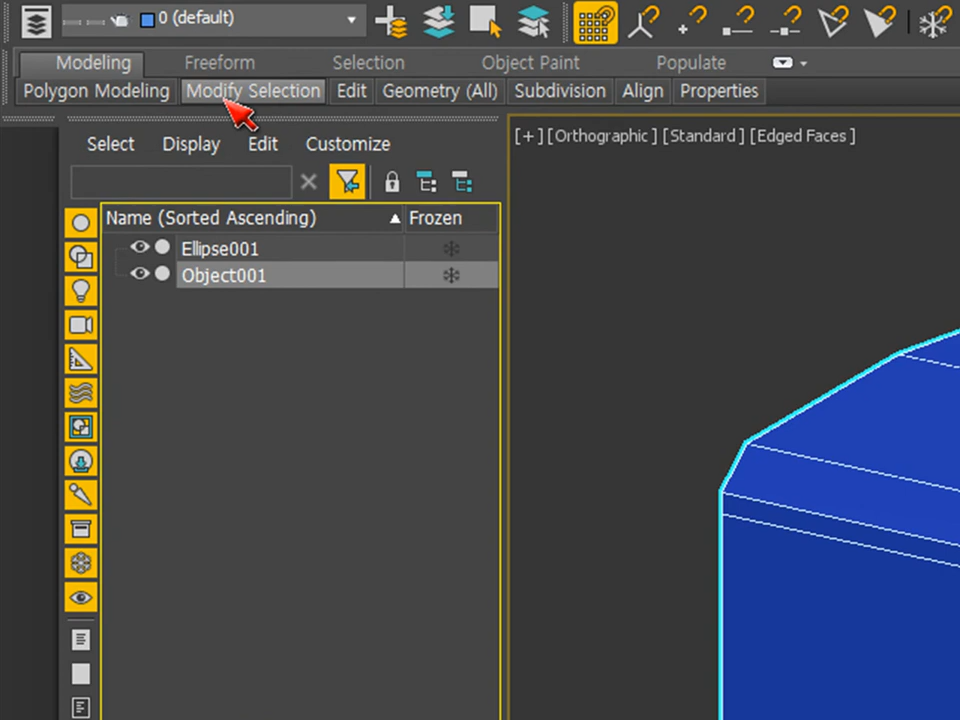 0 (default)
Modeling Freeform Selection Object Paint Populate
Polygon Modeling Modify Selection Edit Geometry (All) Subdivision Align Properties
Select Display Edit Customize
[+] [Orthographic ] [Standard ] [Edged Faces ]
Name (Sorted Ascending) Frozen
Ellipse001
Object001